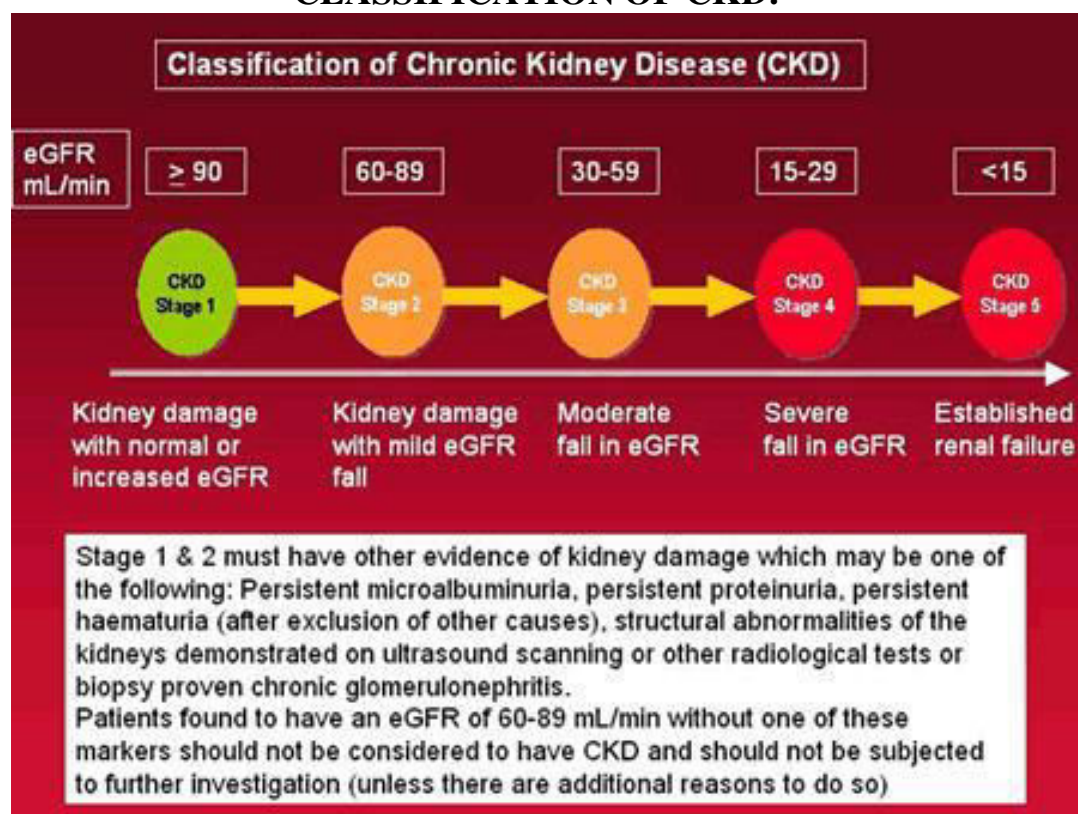 CLASSIFICATION OF CKD:
Classification of Chronic Kidney Disease (CKD)
eGFR
mL/min
≥ 90
60-89
30-59
15-29
<15
CKD
Stage 1
CKD
Stage 2
CKD
Stage 3
CKD
Stage 4
CKD
Stage 5
Kidney damage
with normal or
increased eGFR
Kidney damage
with mild eGFR
fall
Moderate
fall in eGFR
Severe
fall in eGFR
Established
renal failure
Stage 1 & 2 must have other evidence of kidney damage which may be one of
the following: Persistent microalbuminuria, persistent proteinuria, persistent
haematuria (after exclusion of other causes), structural abnormalities of the
kidneys demonstrated on ultrasound scanning or other radiological tests or
biopsy proven chronic glomerulonephritis.
Patients found to have an eGFR of 60-89 mL/min without one of these
markers should not be considered to have CKD and should not be subjected
to further investigation (unless there are additional reasons to do so)